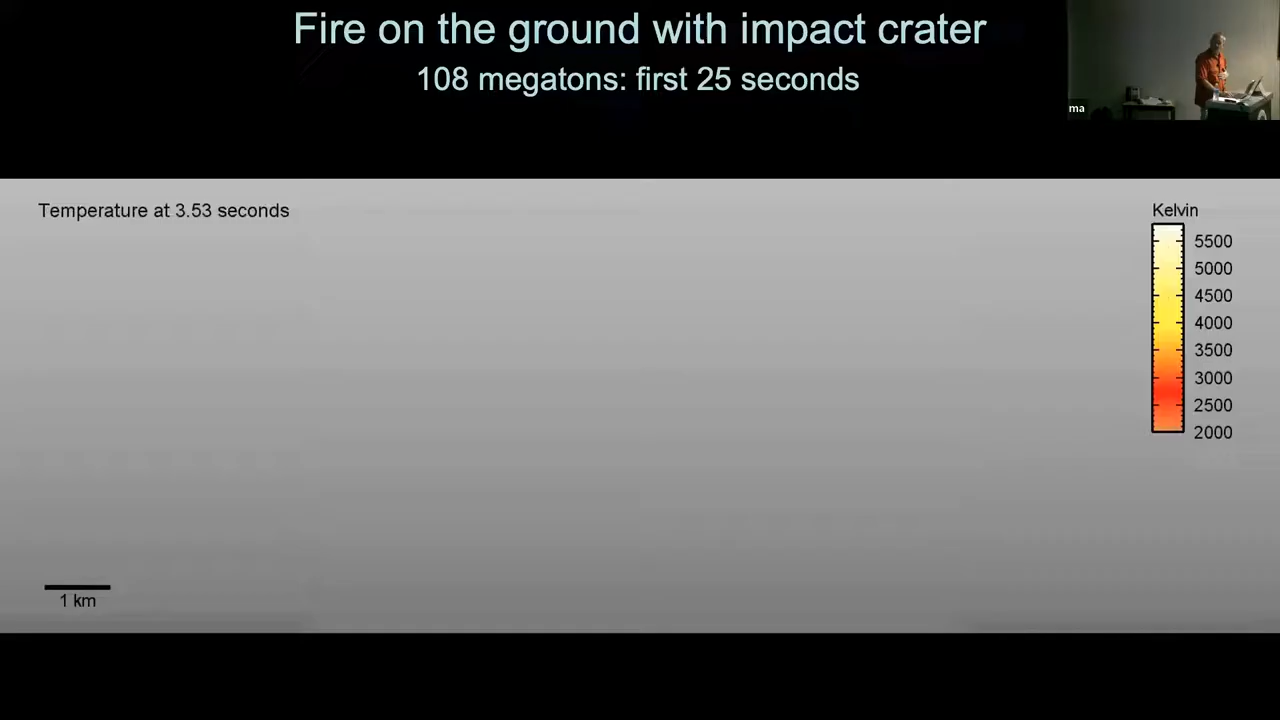 Fire on the ground with impact crater
108 megatons: first 25 seconds
ma
Temperature at 3.53 seconds
Kelvin
5500
5000
4500
4000
3500
3000
2500
2000
1 km